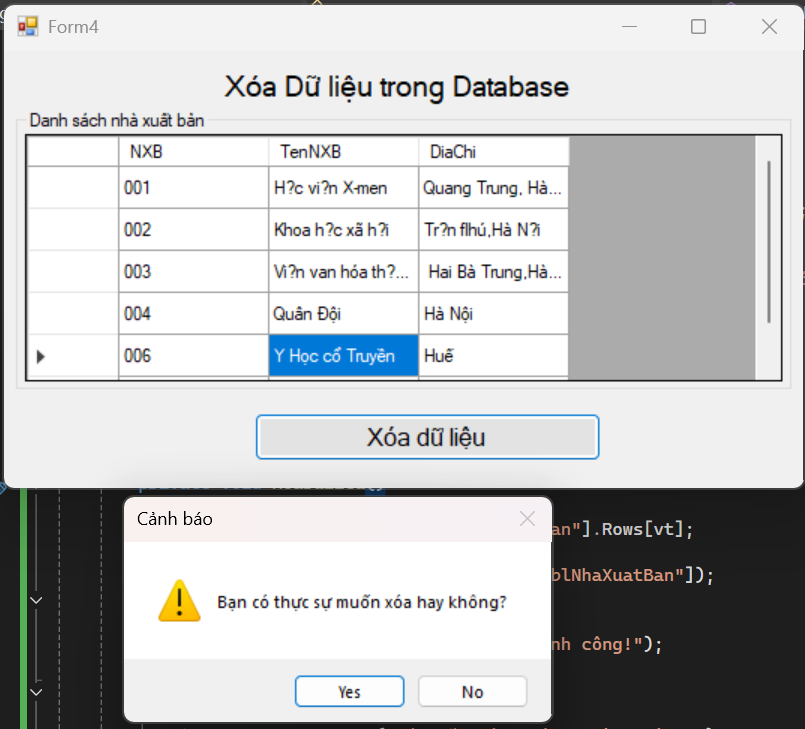 Form4
Xóa Dữ liệu trong Database
Danh sách nhà xuất bản
NXB TenNXB DiaChi
001 H?c vi?n X-men Quang Trung, Hà...
002 Khoa h?c xã h?i Tr?n flhú,Hà N?i
003 Vi?n van hóa th?... Hai Bà Trung,Hà...
004 Quân Đội Hà Nội
006 Y Học cổ Truyền Huế
Xóa dữ liệu
Cảnh báo
an"].Rows[vt];
blNhaXuatBan"]);
Bạn có thực sự muốn xóa hay không?
nh công!");
Yes No